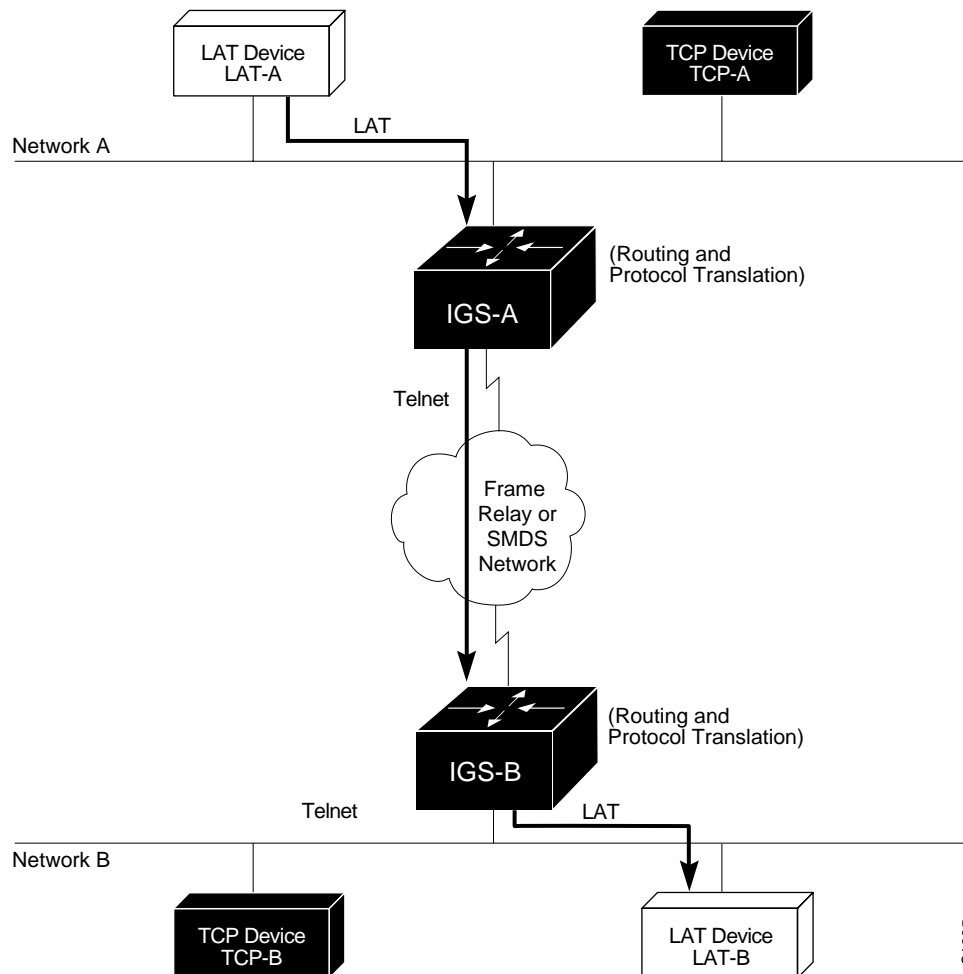 LAT Device
LAT-A
TCP Device
TCP-A
LAT
Network A
(Routing and
Protocol Translation)
IGS-A
Telnet
Frame
Relay or
SMDS
Network
(Routing and
Protocol Translation)
IGS-B
Telnet
LAT
Network B
TCP Device
TCP-B
LAT Device
LAT-B